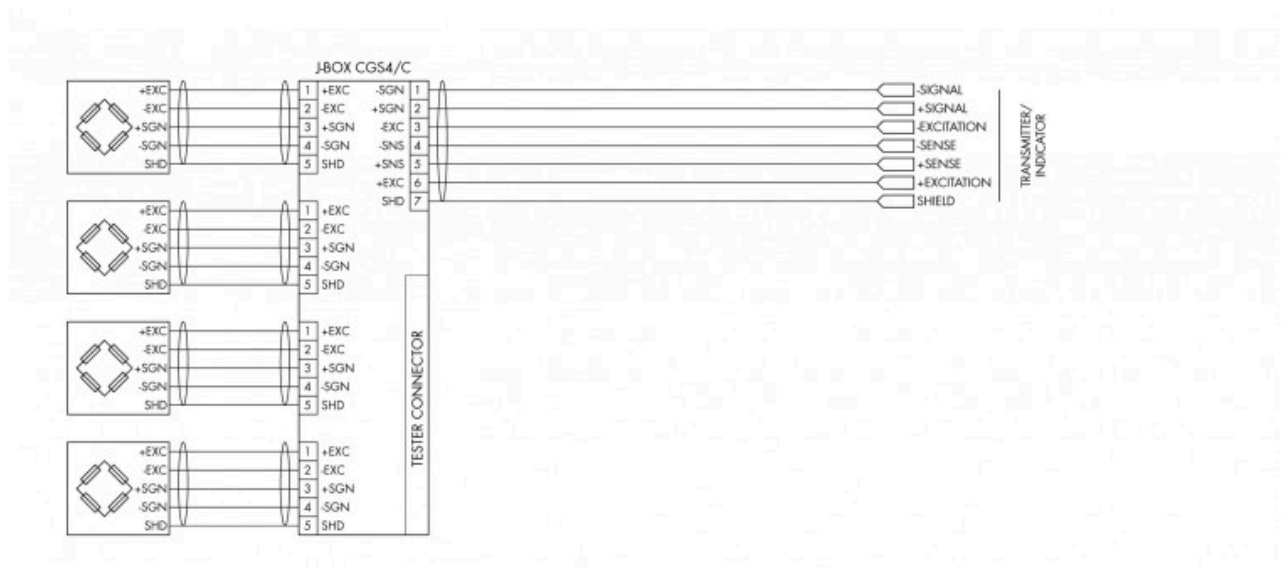 J-BOX CGS4/C
+EXC 1 +EXC -SGN 1 -SIGNAL
-EXC 2 -EXC +SGN 2 +SIGNAL
+SGN 3 +SGN -EXC 3 -EXCITATION
-SGN 4 -SGN -SNS 4 -SENSE
SHD 5 SHD +SNS 5 +SENSE
+EXC 6 +EXCITATION
SHD 7 SHIELD
TRANSMITTER/
INDICATOR
+EXC 1 +EXC
-EXC 2 -EXC
+SGN 3 +SGN
-SGN 4 -SGN
SHD 5 SHD
+EXC 1 +EXC
-EXC 2 -EXC
+SGN 3 +SGN
-SGN 4 -SGN
SHD 5 SHD
TESTER CONNECTOR
+EXC 1 +EXC
-EXC 2 -EXC
+SGN 3 +SGN
-SGN 4 -SGN
SHD 5 SHD